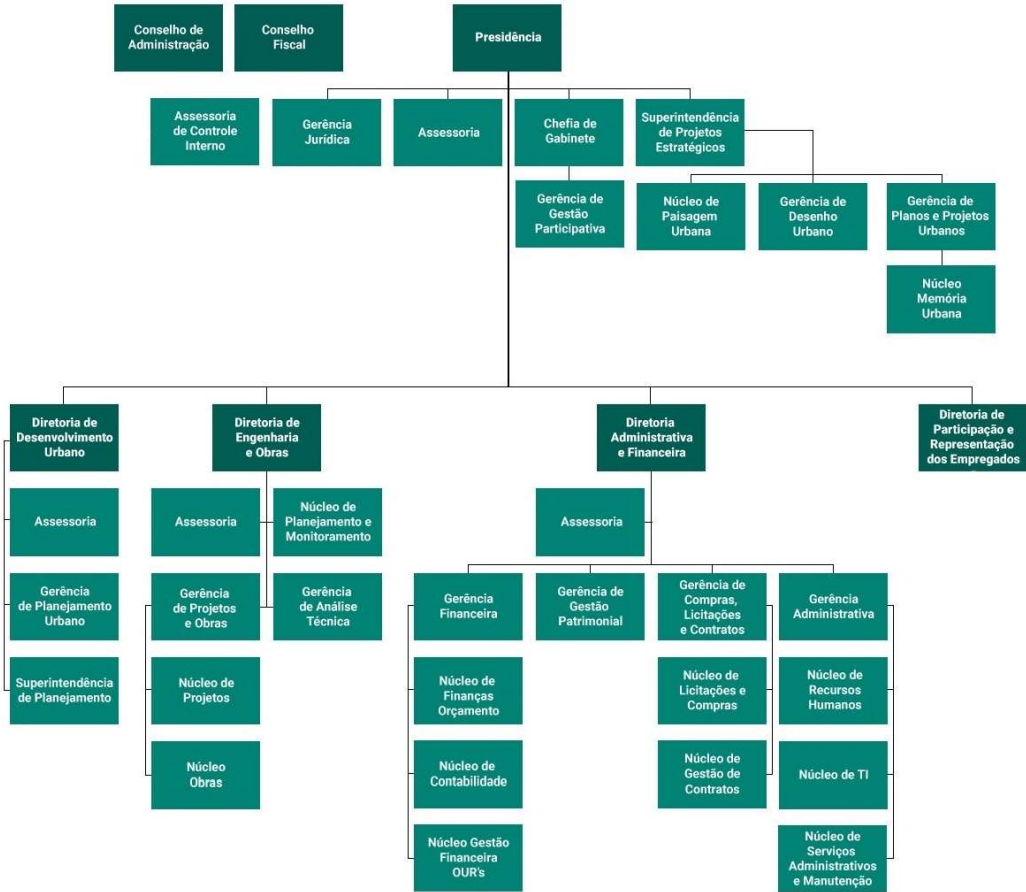 Conselho de
Administração
Conselho
Fiscal
Presidência
Assessoria
de Controle
Interno
Gerência
Jurídica
Assessoria
Chefia de
Gabinete
Superintendência
de Projetos
Estratégicos
Gerência de
Gestão
Participativa
Núcleo de
Paisagem
Urbana
Gerência de
Desenho
Urbano
Gerência de
Planos e Projetos
Urbanos
Núcleo
Memória
Urbana
Diretoria de
Desenvolvimento
Urbano
Diretoria de
Engenharia
e Obras
Diretoria
Administrativa
e Financeira
Diretoria de
Participação e
Representação
dos Empregados
Assessoria
Assessoria
Núcleo de
Planejamento e
Monitoramento
Assessoria
Gerência
de Planejamento
Urbano
Gerência
de Projetos
e Obras
Gerência
de Análise
Técnica
Gerência
Financeira
Gerência de
Gestão
Patrimonial
Gerência de
Compras,
Licitações
e Contratos
Gerência
Administrativa
Superintendência
de Planejamento
Núcleo de
Projetos
Núcleo de
Finanças
Orçamento
Núcleo de
Licitações e
Compras
Núcleo de
Recursos
Humanos
Núcleo
Obras
Núcleo de
Contabilidade
Núcleo de
Gestão de
Contratos
Núcleo de TI
Núcleo Gestão
Financeira
OUR's
Núcleo de
Serviços
Administrativos
e Manutenção